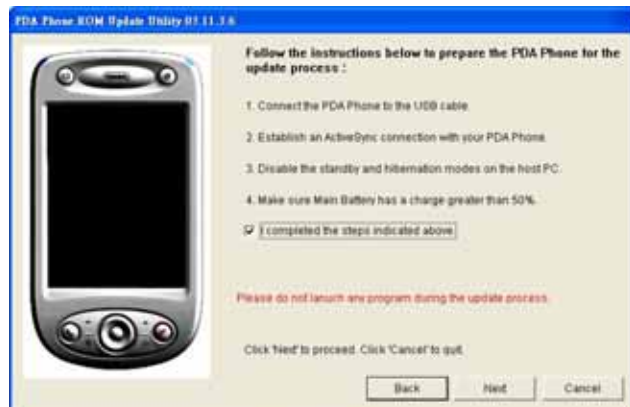 PDA Phone ROM Update Utility 03.11.3.6
Follow the instructions below to prepare the PDA Phone for the
update process :
1. Connect the PDA Phone to the USB cable.
2. Establish an ActiveSync connection with your PDA Phone.
3. Disable the standby and hibernation modes on the host PC.
4. Make sure Main Battery has a charge greater than 50%.
I completed the steps indicated above.
Please do not lanuch any program during the update process.
Click 'Next' to proceed. Click 'Cancel' to quit.
Back
Next
Cancel